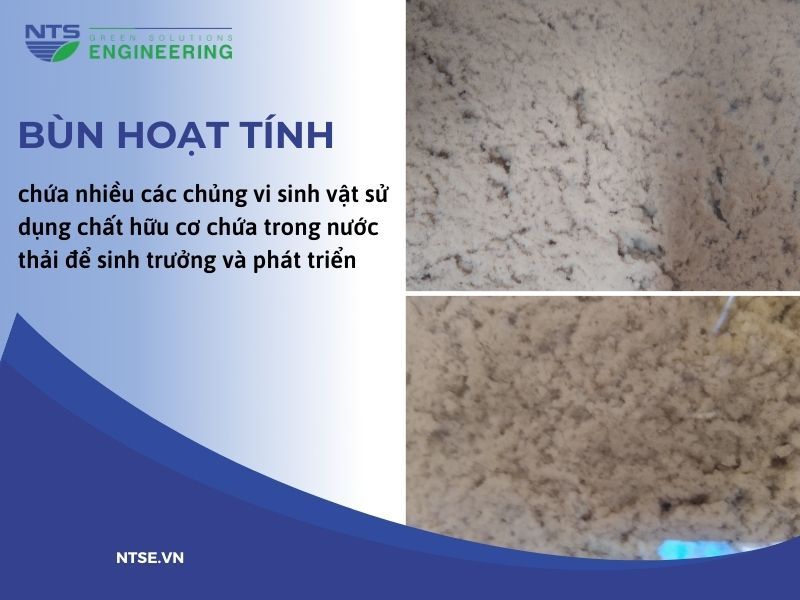 NTS
GREEN SOLUTIONS
ENGINEERING
BÙN HOẠT TÍNH
chứa nhiều các chủng vi sinh vật sử
dụng chất hữu cơ chứa trong nước
thải để sinh trưởng và phát triển
NTSE.VN